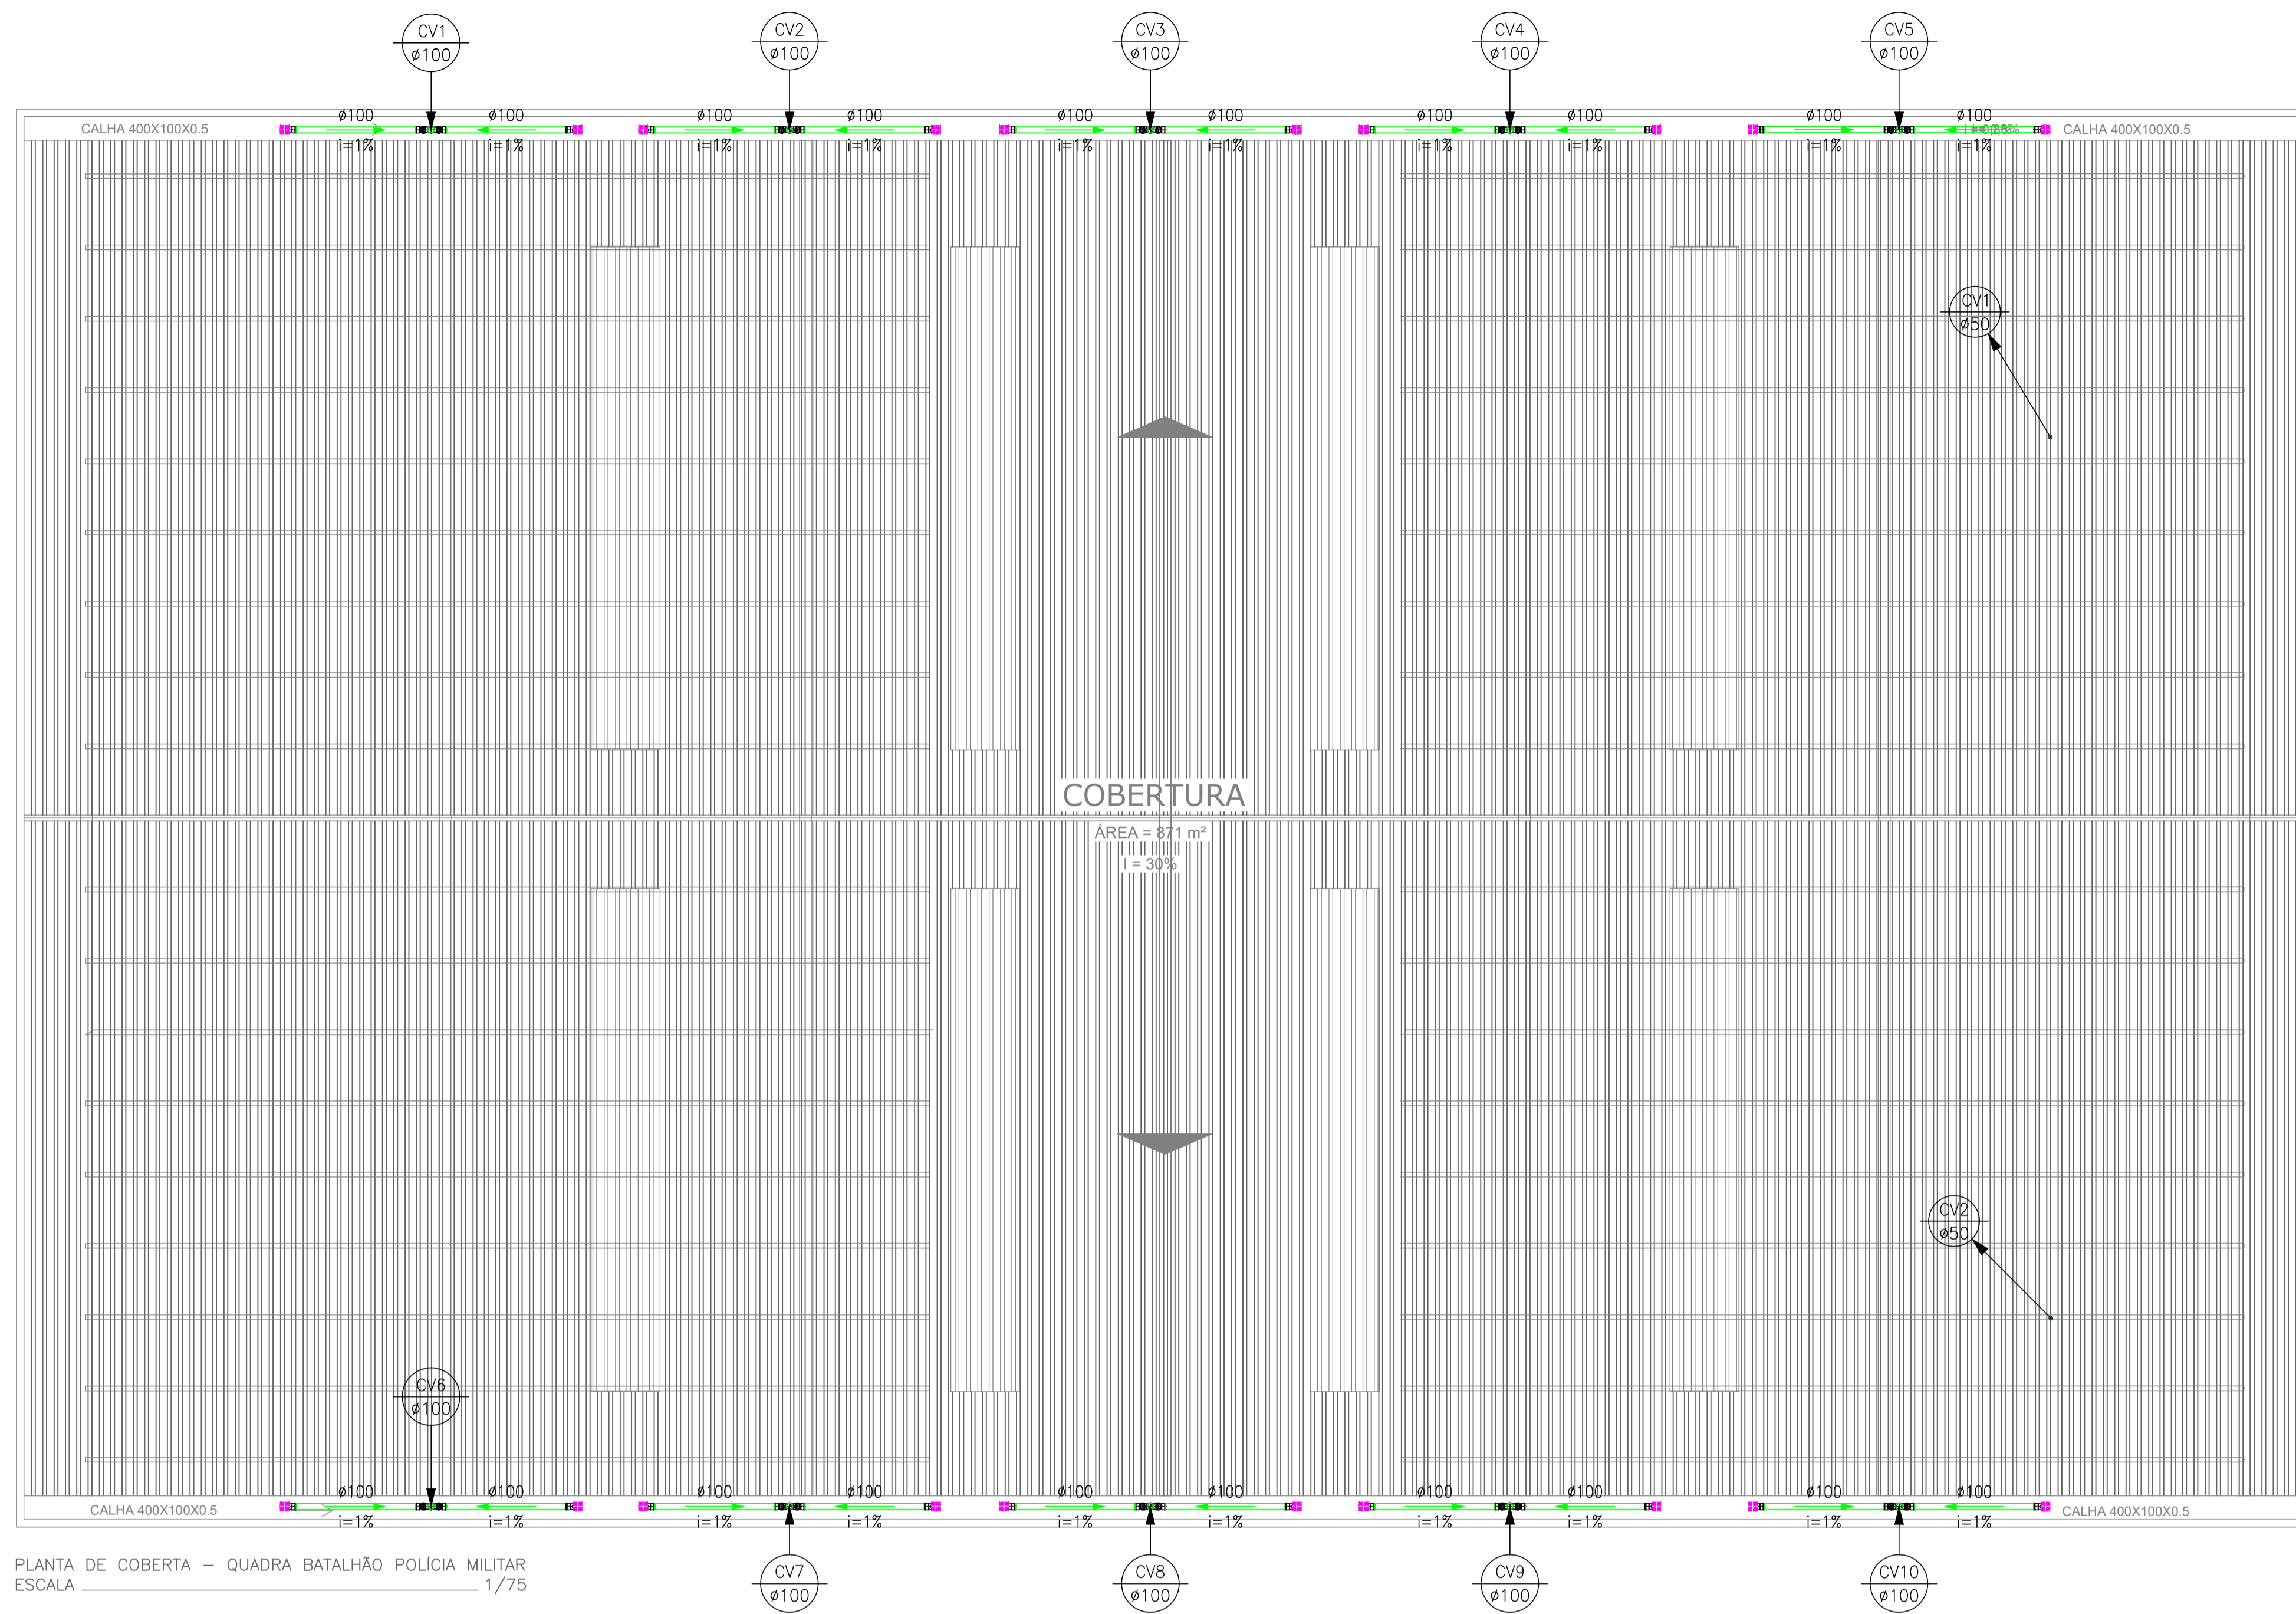 CV1
ø100
CV2
ø100
CV3
ø100
CV4
ø100
CV5
ø100
ø100
ø100
ø100
ø100
ø100
ø100
ø100
ø100
ø100
ø100
CALHA 400X100X0.5
CALHA 400X100X0.5
i=1%
i=1%
i=1%
i=1%
i=1%
i=1%
i=1%
i=1%
i=1%
i=1%
CV1
ø50
COBERTURA
ÁREA = 871 m²
I = 30%
CV2
ø50
CV6
ø100
ø100
ø100
ø100
ø100
ø100
ø100
ø100
ø100
ø100
ø100
CALHA 400X100X0.5
CALHA 400X100X0.5
i=1%
i=1%
i=1%
i=1%
i=1%
i=1%
i=1%
i=1%
i=1%
i=1%
PLANTA DE COBERTA – QUADRA BATALHÃO POLÍCIA MILITAR
ESCALA 1/75
CV7
ø100
CV8
ø100
CV9
ø100
CV10
ø100